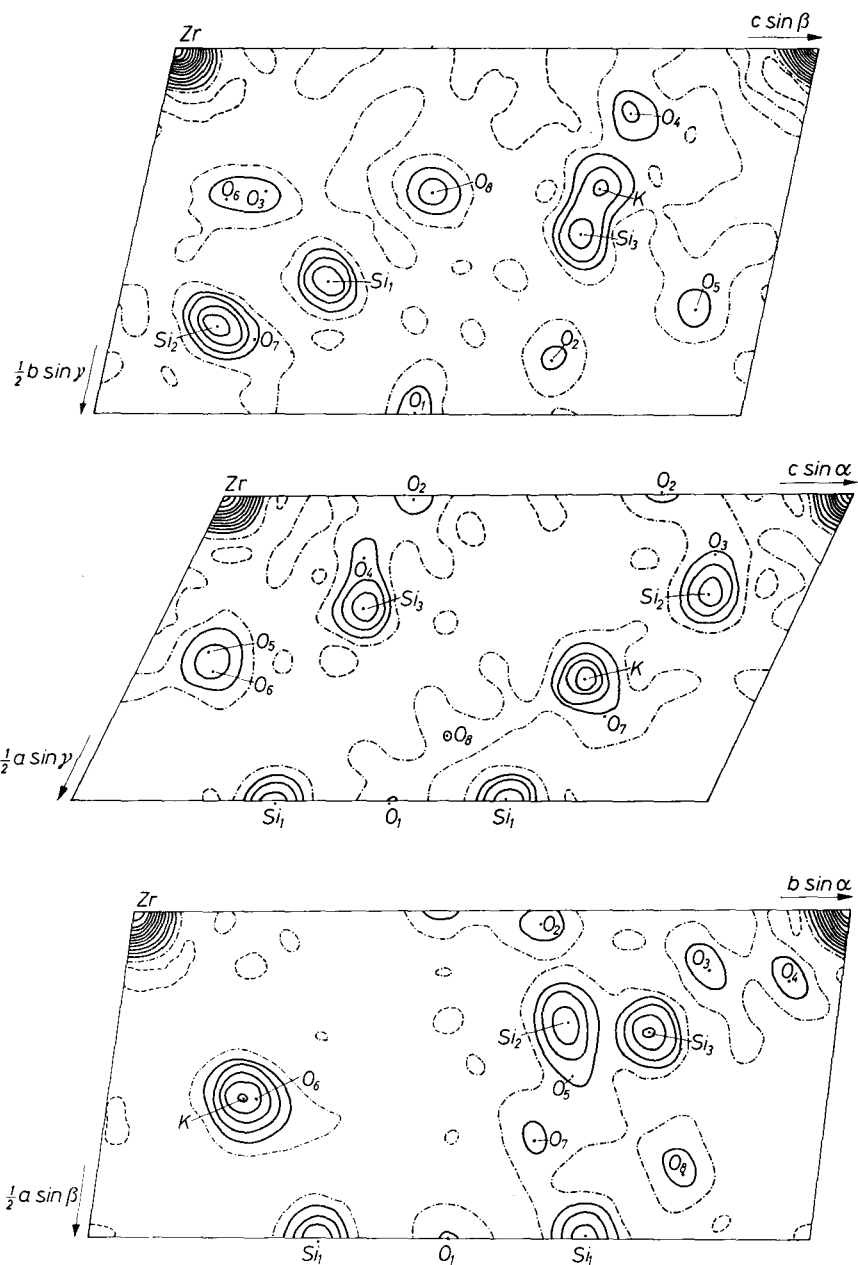 Zr
c sin β
O₄
O₆ O₃
O₈
K
Si₃
Si₁
O₅
Si₂
O₇
O₂
½ b sin γ
O₁
Zr
O₂
c sin α
O₃
O₄
Si₃
Si₂
O₅
O₆
K
O₇
O₈
½ a sin γ
Si₁
O₁
Si₁
Zr
b sin α
O₂
O₃
O₄
Si₂
Si₃
O₅
O₆
K
O₇
O₈
½ a sin β
Si₁
O₁
Si₁